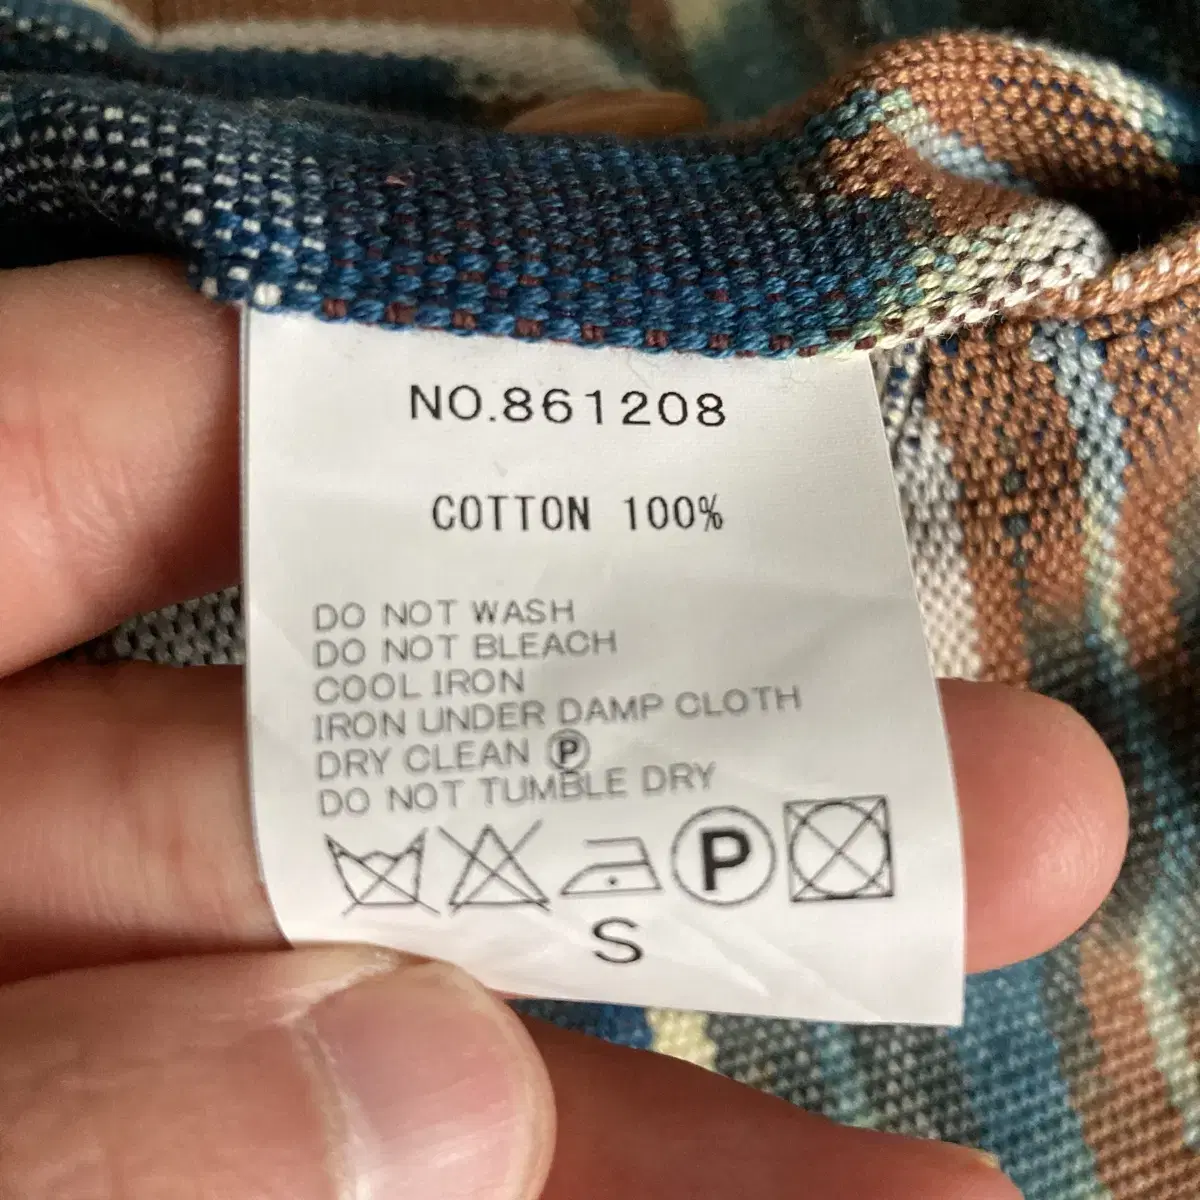 NO.861208
COTTON 100%
DO NOT WASH
DO NOT BLEACH
COOL IRON
IRON UNDER DAMP CLOTH
DRY CLEAN Ⓟ
DO NOT TUMBLE DRY
P
S